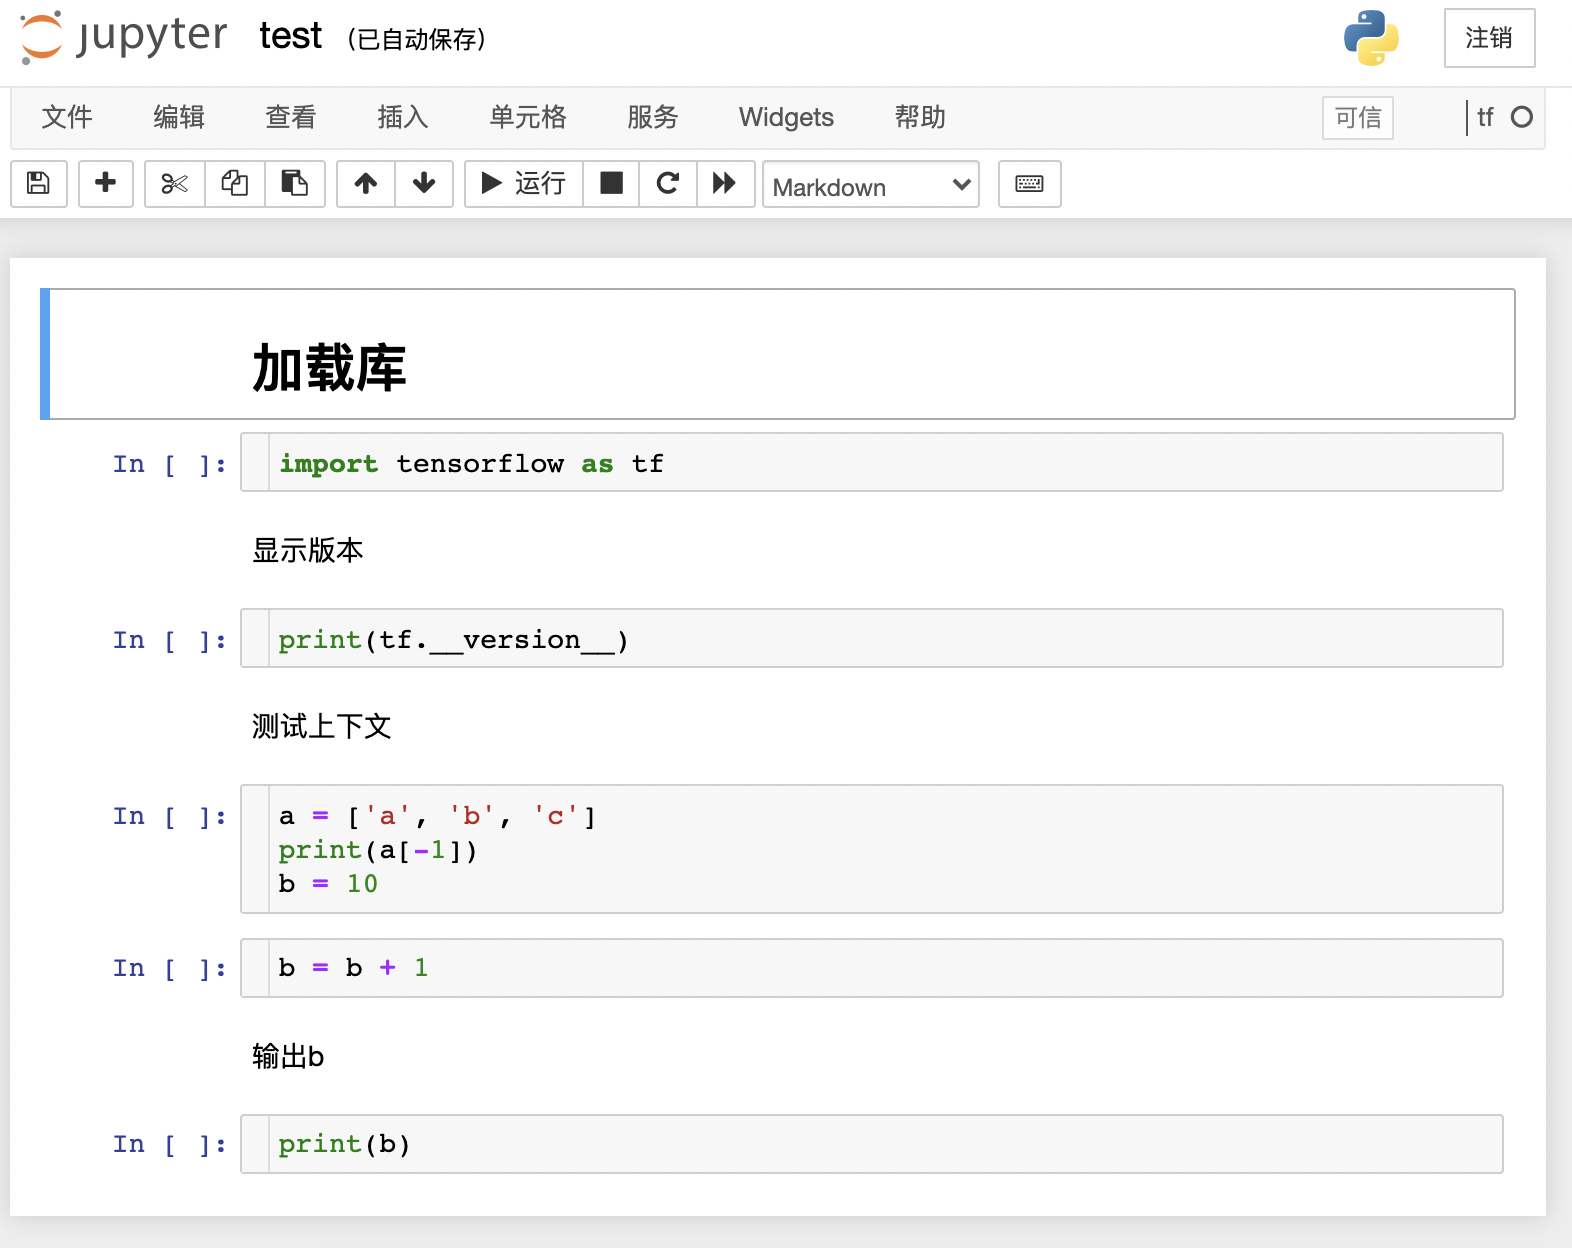 jupyter test (已自动保存)
注销
文件 编辑 查看 插入 单元格 服务 Widgets 帮助
可信 tf
运行 Markdown
加载库
In [ ]: import tensorflow as tf
显示版本
In [ ]: print(tf.__version__)
测试上下文
In [ ]: a = ['a', 'b', 'c']
print(a[-1])
b = 10
In [ ]: b = b + 1
输出b
In [ ]: print(b)